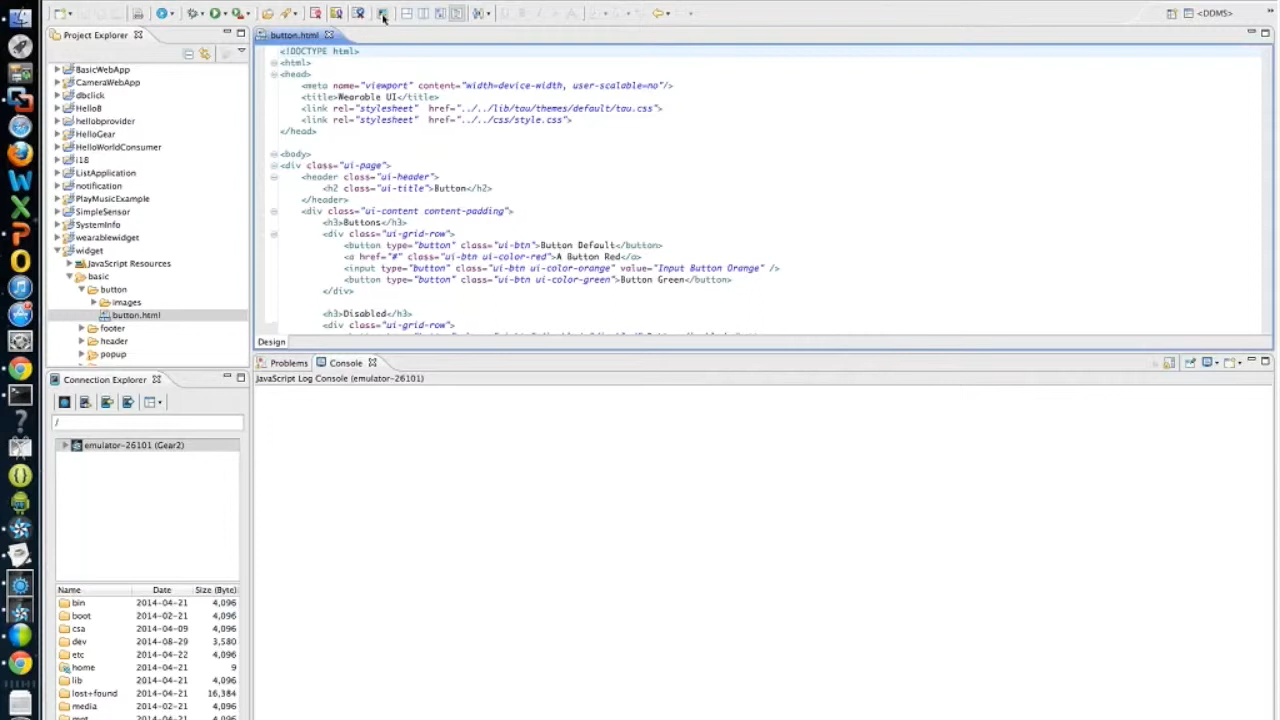 <DDMS>
Project Explorer
BasicWebApp
CameraWebApp
dbclick
Hello8
hellobprovider
HelloGear
HelloWorldConsumer
i18
ListApplication
notification
PlayMusicExample
SimpleSensor
SystemInfo
wearablewidget
widget
JavaScript Resources
basic
button
images
button.html
footer
header
popup
button.html
<!DOCTYPE html>
<html>
<head>
<meta name="viewport" content="width=device-width, user-scalable=no"/>
<title>Wearable UI</title>
<link rel="stylesheet"  href="../../lib/tau/themes/default/tau.css">
<link rel="stylesheet"  href="../../css/style.css">
</head>
<body>
<div class="ui-page">
<header class="ui-header">
<h2 class="ui-title">Button</h2>
</header>
<div class="ui-content content-padding">
<h3>Buttons</h3>
<div class="ui-grid-row">
<button type="button" class="ui-btn">Button Default</button>
<a href="#" class="ui-btn ui-color-red">A Button Red</a>
<input type="button" class="ui-btn ui-color-orange" value="Input Button Orange" />
<button type="button" class="ui-btn ui-color-green">Button Green</button>
</div>
<h3>Disabled</h3>
<div class="ui-grid-row">
Design
Connection Explorer
/
emulator-26101 (Gear2)
Name Date Size (Byte)
bin 2014-04-21 4,096
boot 2014-02-21 4,096
csa 2014-04-09 4,096
dev 2014-08-29 3,580
etc 2014-04-22 4,096
home 2014-04-21 9
lib 2014-04-21 4,096
lost+found 2014-04-21 16,384
media 2014-02-21 4,096
Problems
Console
JavaScript Log Console (emulator-26101)